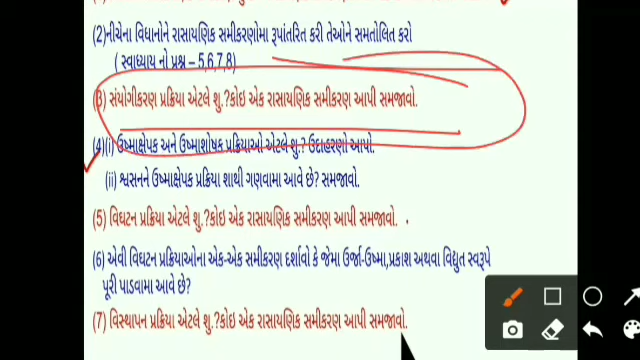 (2)નીચેના વિધાનોને રાસાયણિક સમીકરણોમા રૂપાંતરિત કરી તેઓને સમતોલિત કરો
( સ્વાધ્યાય નો પ્રશ્ન – 5,6,7,8)
(3) સંયોગીકરણ પ્રક્રિયા એટલે શુ.?કોઇ એક રાસાયણિક સમીકરણ આપી સમજાવો.
(4)(i) ઉષ્માક્ષેપક અને ઉષ્માશોષક પ્રક્રિયાઓ એટલે શુ.? ઉદાહરણો આપો.
(ii) શ્વસનને ઉષ્માક્ષેપક પ્રક્રિયા શાથી ગણવામા આવે છે? સમજાવો.
(5) વિઘટન પ્રક્રિયા એટલે શુ.?કોઇ એક રાસાયણિક સમીકરણ આપી સમજાવો.
(6) એવી વિઘટન પ્રક્રિયાઓના એક-એક સમીકરણ દર્શાવો કે જેમા ઉર્જા-ઉષ્મા,પ્રકાશ અથવા વિદ્યુત સ્વરૂપે
પૂરી પાડવામા આવે છે?
(7) વિસ્થાપન પ્રક્રિયા એટલે શુ.?કોઇ એક રાસાયણિક સમીકરણ આપી સમજાવો.